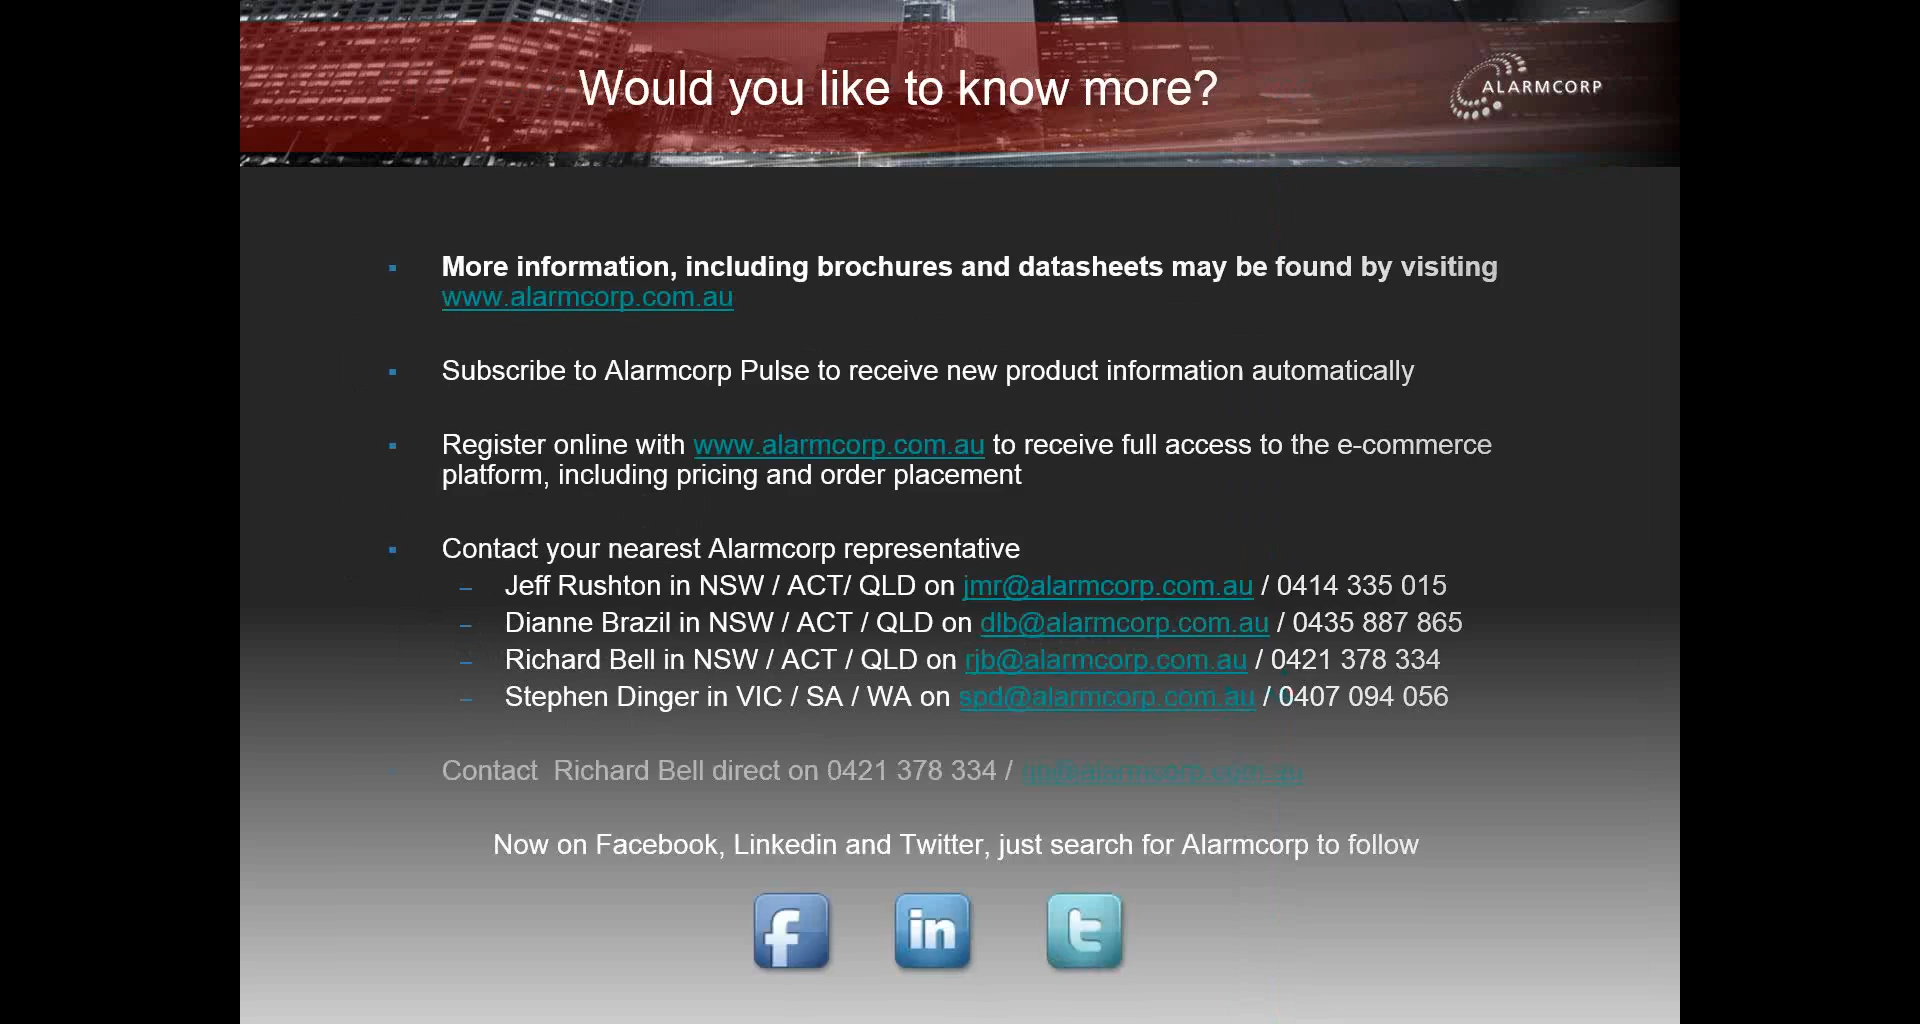 Would you like to know more?
ALARMCORP
More information, including brochures and datasheets may be found by visiting
www.alarmcorp.com.au
Subscribe to Alarmcorp Pulse to receive new product information automatically
Register online with www.alarmcorp.com.au to receive full access to the e-commerce
platform, including pricing and order placement
Contact your nearest Alarmcorp representative
– Jeff Rushton in NSW / ACT/ QLD on jmr@alarmcorp.com.au / 0414 335 015
– Dianne Brazil in NSW / ACT / QLD on dlb@alarmcorp.com.au / 0435 887 865
– Richard Bell in NSW / ACT / QLD on rjb@alarmcorp.com.au / 0421 378 334
– Stephen Dinger in VIC / SA / WA on spd@alarmcorp.com.au / 0407 094 056
Contact Richard Bell direct on 0421 378 334 /
Now on Facebook, Linkedin and Twitter, just search for Alarmcorp to follow
f in t